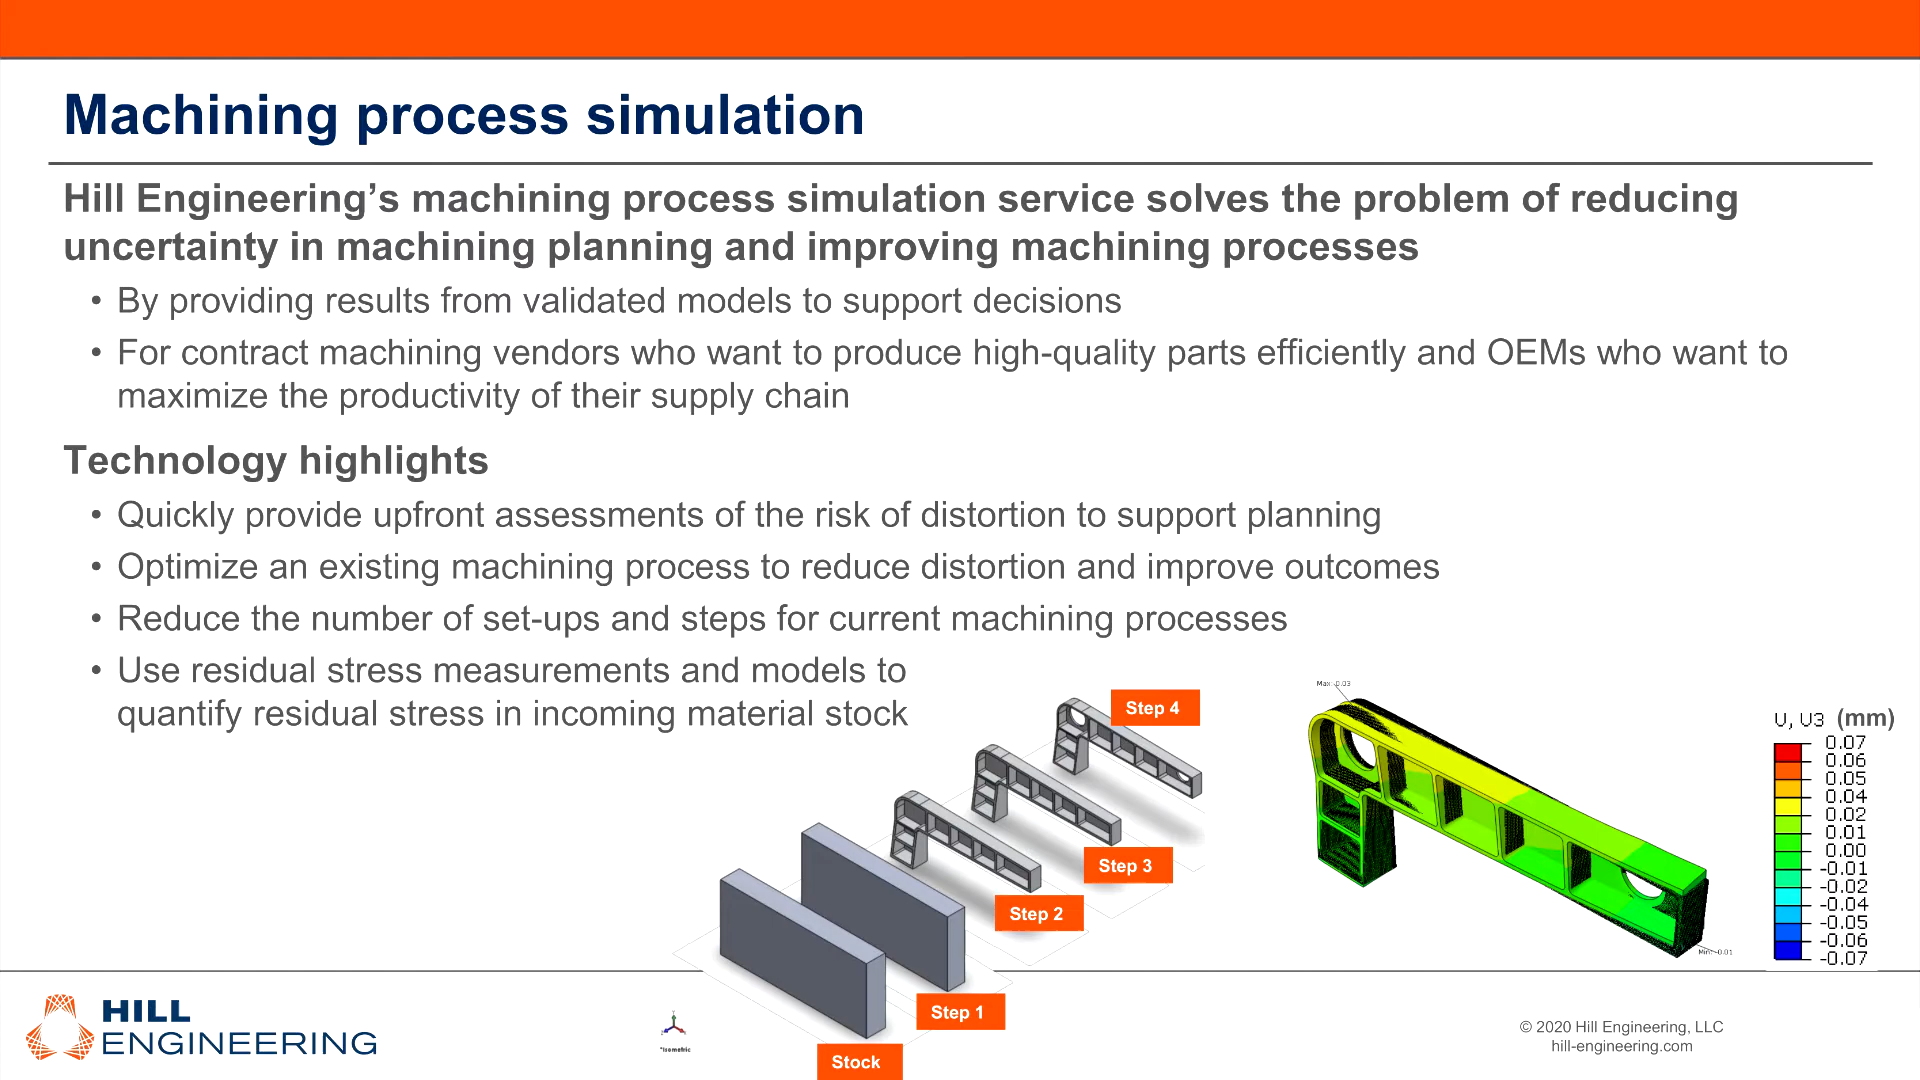 Machining process simulation
Hill Engineering’s machining process simulation service solves the problem of reducing
uncertainty in machining planning and improving machining processes
• By providing results from validated models to support decisions
• For contract machining vendors who want to produce high-quality parts efficiently and OEMs who want to
maximize the productivity of their supply chain
Technology highlights
• Quickly provide upfront assessments of the risk of distortion to support planning
• Optimize an existing machining process to reduce distortion and improve outcomes
• Reduce the number of set-ups and steps for current machining processes
• Use residual stress measurements and models to
quantify residual stress in incoming material stock
Step 4
Step 3
Step 2
Step 1
Stock
*Isometric
Max: 0.03
Min: -0.01
U, U3 (mm)
0.07
0.06
0.05
0.04
0.02
0.01
0.00
-0.01
-0.02
-0.04
-0.05
-0.06
-0.07
HILL
ENGINEERING
© 2020 Hill Engineering, LLC
hill-engineering.com